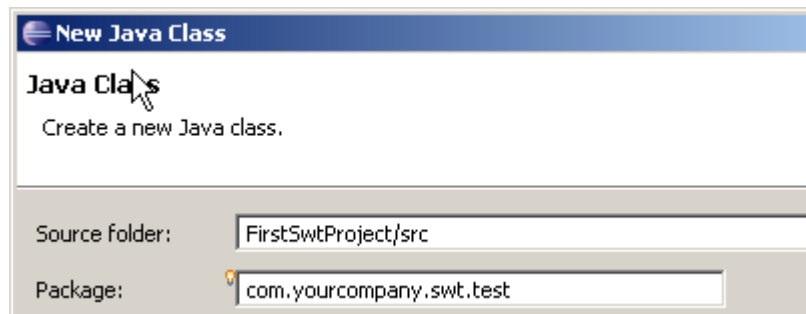 New Java Class
Java Class
Create a new Java class.
Source folder: FirstSwtProject/src
Package: com.yourcompany.swt.test